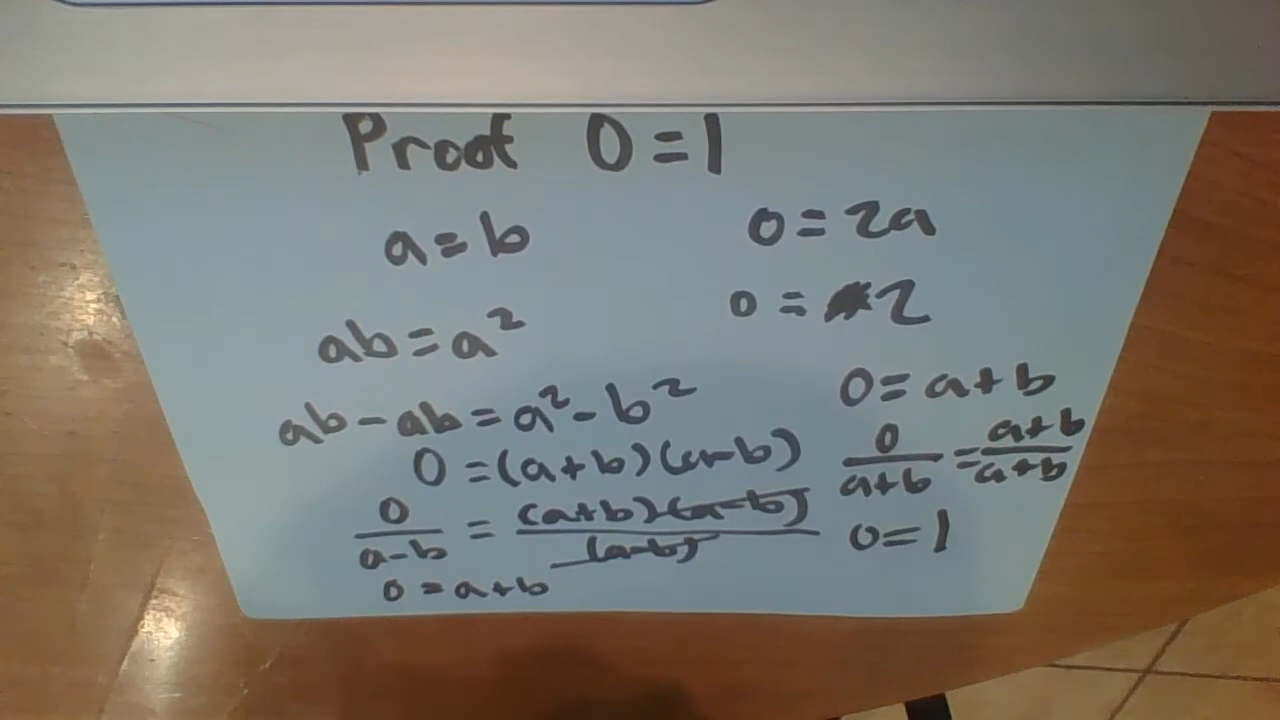 Proof 0=1
a=b
ab=a²
ab-ab=a²-b²
0=(a+b)(a-b)
0/(a-b) = (a+b)(a-b)/(a-b)
0=a+b
0=2a
0=2
0=a+b
0/(a+b) = (a+b)/(a+b)
0=1